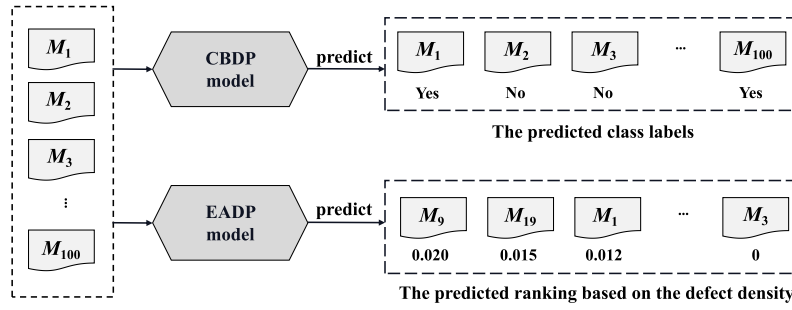 M1
M2
M3
⋮
M100
CBDP
model
predict
M1 M2 M3 ... M100
Yes No No Yes
The predicted class labels
EADP
model
predict
M9 M19 M1 ... M3
0.020 0.015 0.012 0
The predicted ranking based on the defect density